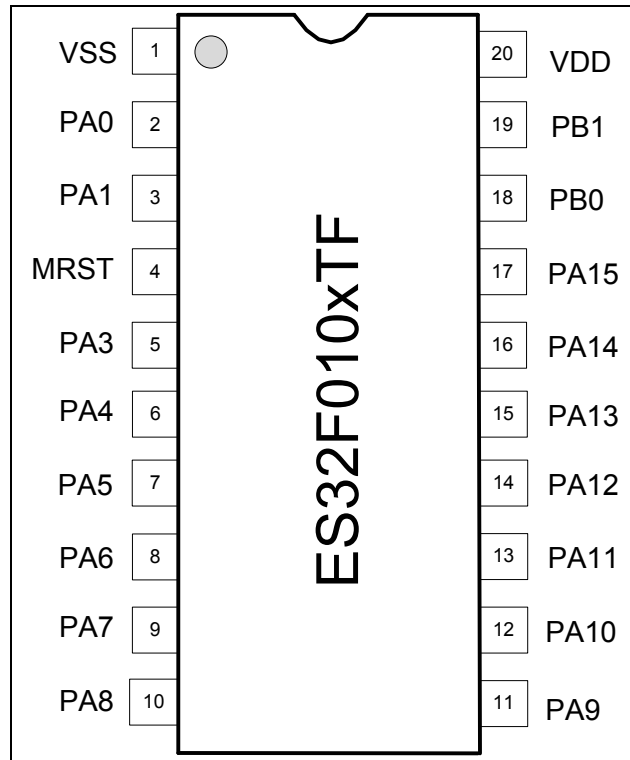 VSS 1 20 VDD
PA0 2 19 PB1
PA1 3 18 PB0
MRST 4 17 PA15
PA3 5 16 PA14
PA4 6 15 PA13
PA5 7 14 PA12
PA6 8 13 PA11
PA7 9 12 PA10
PA8 10 11 PA9
ES32F010xTF